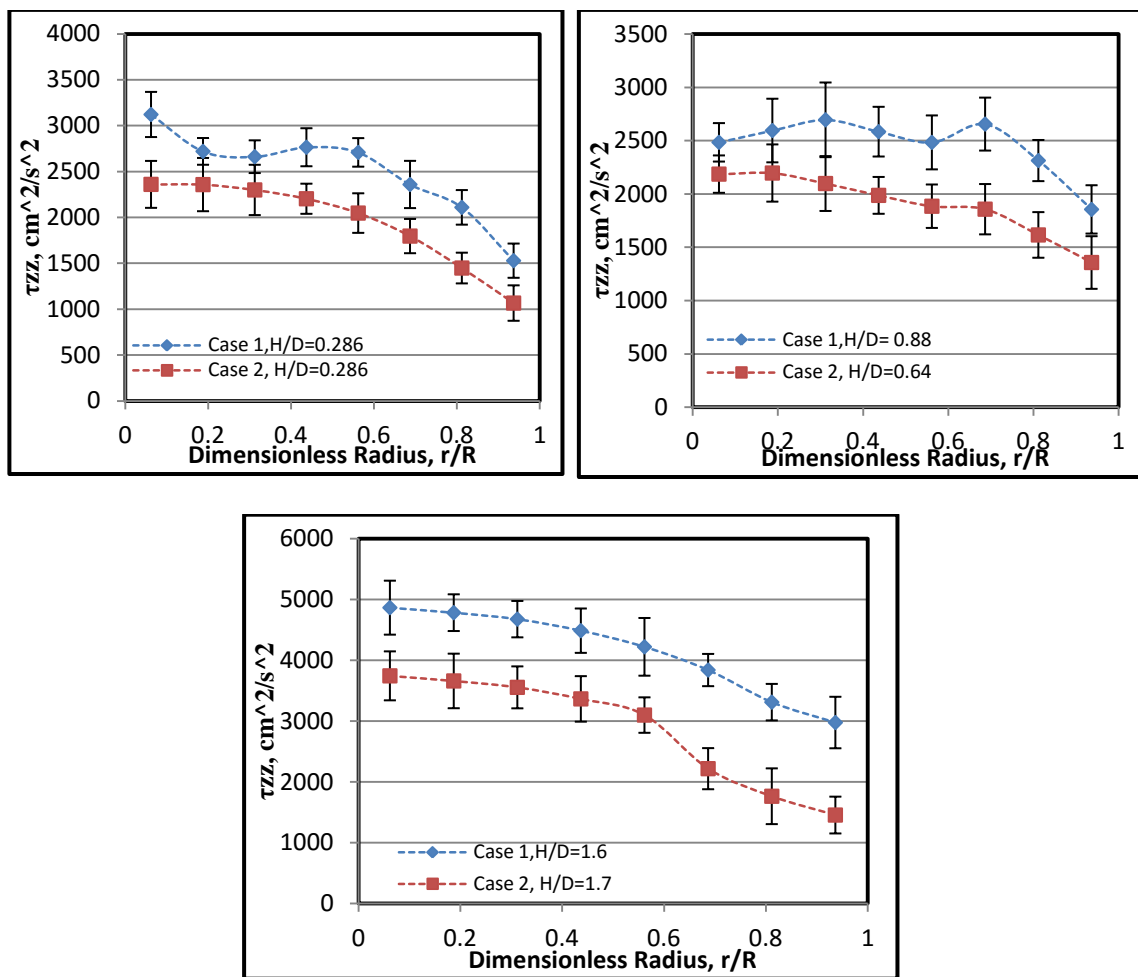 4000
3500
3000
2500
2000
1500
1000
500
0
τzz, cm^2/s^2
Case 1,H/D=0.286
Case 2, H/D=0.286
0 0.2 0.4 0.6 0.8 1
Dimensionless Radius, r/R
3500
3000
2500
2000
1500
1000
500
0
τzz, cm^2/s^2
Case 1,H/D= 0.88
Case 2, H/D=0.64
0 0.2 0.4 0.6 0.8 1
Dimensionless Radius, r/R
6000
5000
4000
3000
2000
1000
0
τzz, cm^2/s^2
Case 1,H/D=1.6
Case 2, H/D=1.7
0 0.2 0.4 0.6 0.8 1
Dimensionless Radius, r/R